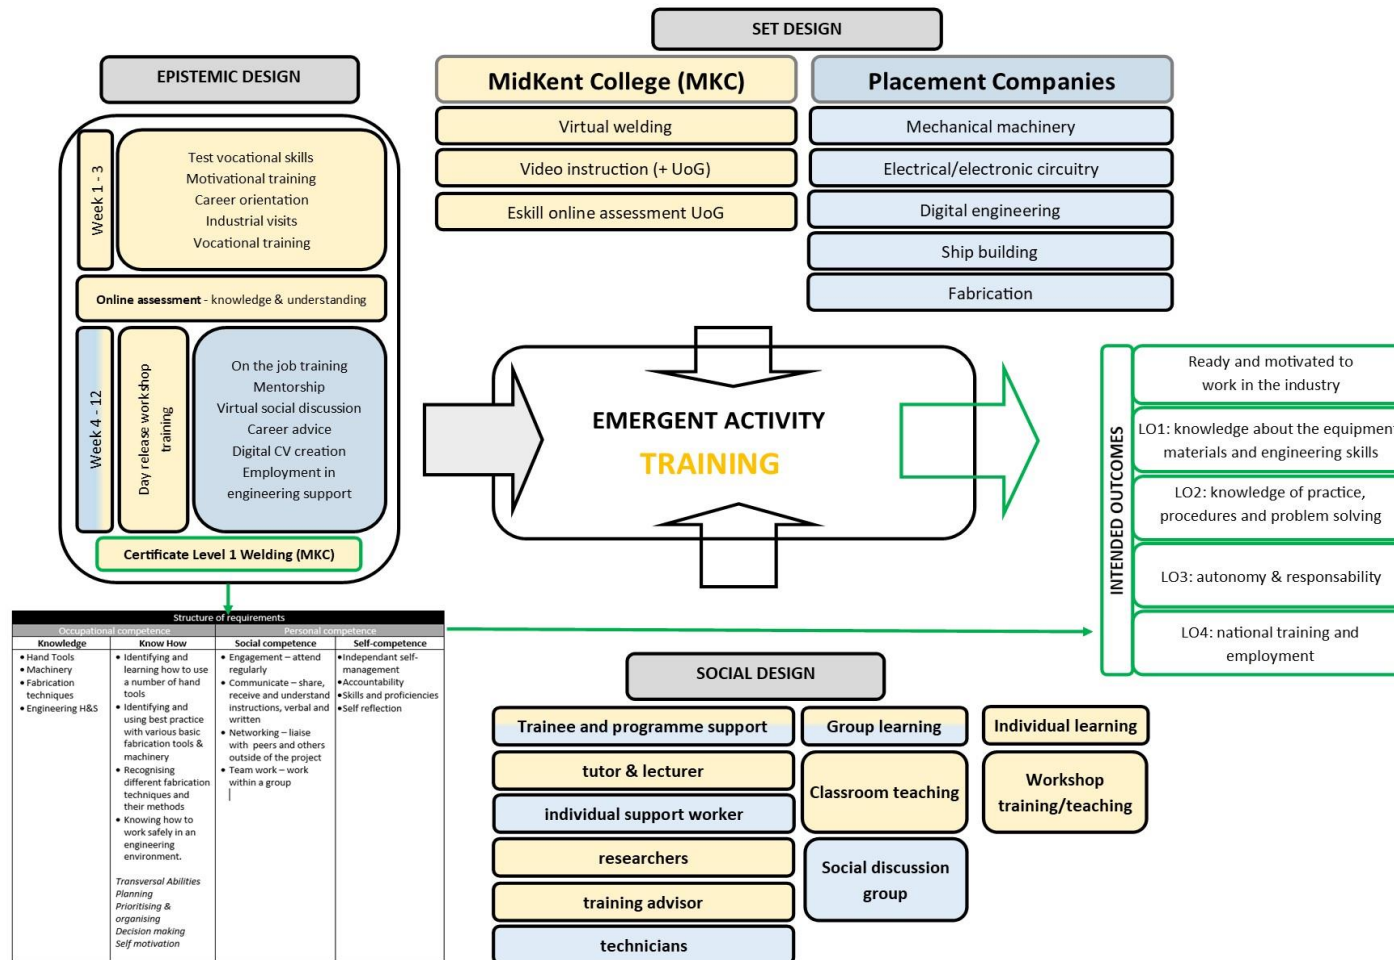 SET DESIGN
EPISTEMIC DESIGN
MidKent College (MKC)
Virtual welding
Video instruction (+ UoG)
Eskill online assessment UoG
Placement Companies
Mechanical machinery
Electrical/electronic circuitry
Digital engineering
Ship building
Fabrication
Week 1 - 3
Test vocational skills
Motivational training
Career orientation
Industrial visits
Vocational training
Online assessment - knowledge & understanding
Week 4 - 12
Day release workshop
training
On the job training
Mentorship
Virtual social discussion
Career advice
Digital CV creation
Employment in
engineering support
Certificate Level 1 Welding (MKC)
EMERGENT ACTIVITY
TRAINING
INTENDED OUTCOMES
Ready and motivated to
work in the industry
LO1: knowledge about the equipment
materials and engineering skills
LO2: knowledge of practice,
procedures and problem solving
LO3: autonomy & responsability
LO4: national training and
employment
Structure of requirements
Occupational competence
Personal competence
Knowledge
• Hand Tools
• Machinery
• Fabrication
techniques
• Engineering H&S
Know How
• Identifying and
learning how to use
a number of hand
tools
• Identifying and
using best practice
with various basic
fabrication tools &
machinery
• Recognising
different fabrication
techniques and
their methods
• Knowing how to
work safely in an
engineering
environment.
Transversal Abilities
Planning
Prioritising &
organising
Decision making
Self motivation
Social competence
• Engagement – attend
regularly
• Communicate – share,
receive and understand
instructions, verbal and
written
• Networking – liaise
with peers and others
outside of the project
• Team work – work
within a group
Self-competence
•Independant self-
management
•Accountability
•Skills and proficiencies
•Self reflection
SOCIAL DESIGN
Trainee and programme support
tutor & lecturer
individual support worker
researchers
training advisor
technicians
Group learning
Classroom teaching
Social discussion
group
Individual learning
Workshop
training/teaching